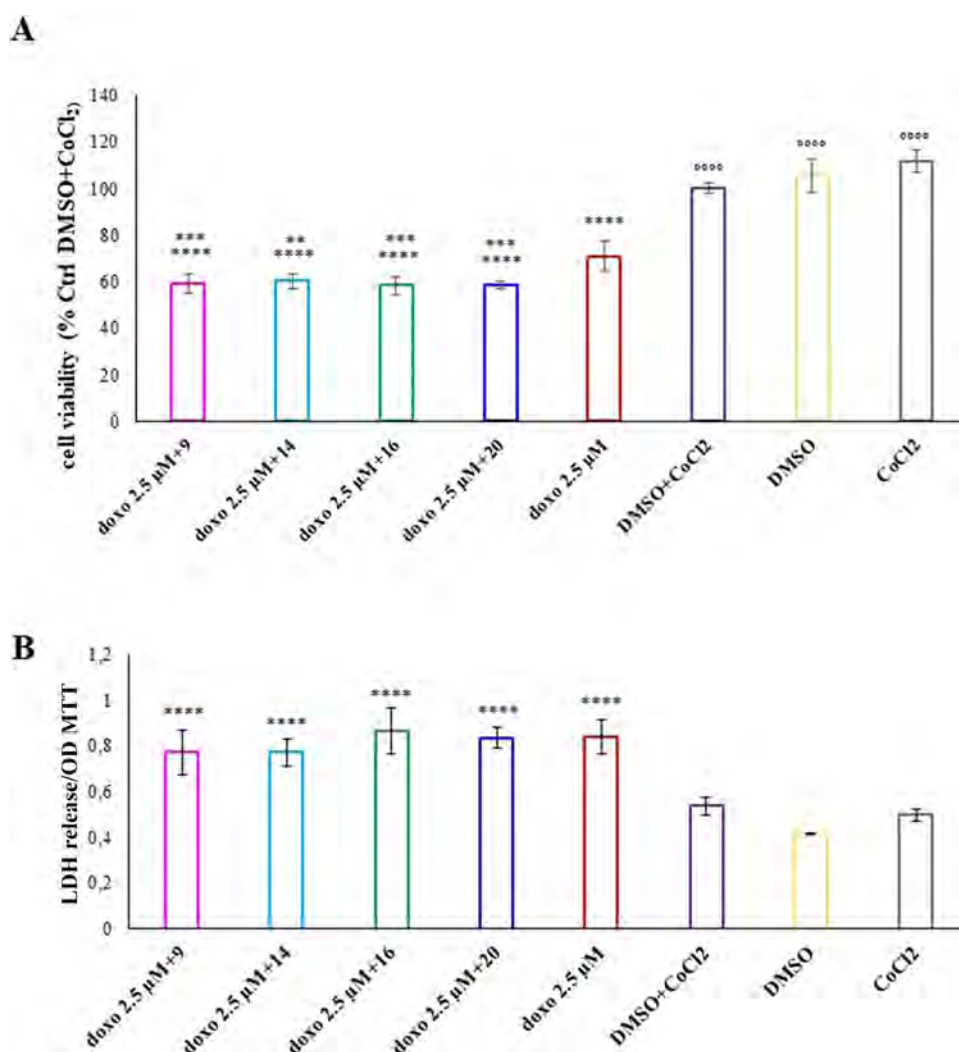 A
cell viability (% Ctrl DMSO+CoCl₂)
140
120
100
80
60
40
20
0
*** 
****
**
****
***
****
***
****
****
°°°°
°°°°
°°°°
doxo 2.5 µM+9
doxo 2.5 µM+14
doxo 2.5 µM+16
doxo 2.5 µM+20
doxo 2.5 µM
DMSO+CoCl2
DMSO
CoCl2
B
LDH release/OD MTT
1,2
1
0,8
0,6
0,4
0,2
0
****
****
****
****
****
doxo 2.5 µM+9
doxo 2.5 µM+14
doxo 2.5 µM+16
doxo 2.5 µM+20
doxo 2.5 µM
DMSO+CoCl2
DMSO
CoCl2